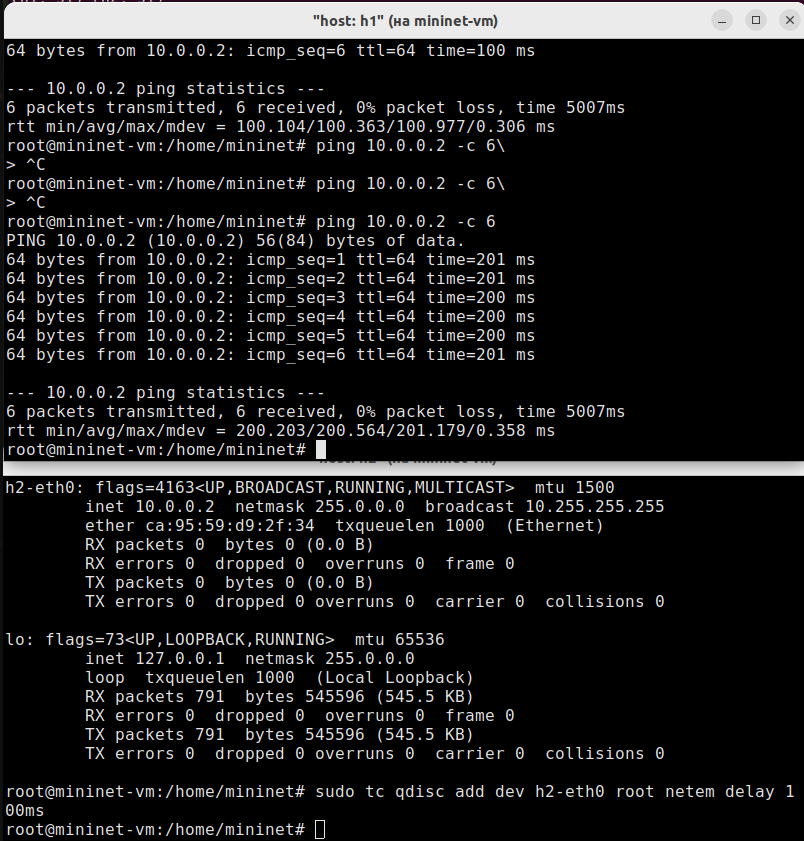 "host: h1" (на mininet-vm)
64 bytes from 10.0.0.2: icmp_seq=6 ttl=64 time=100 ms
--- 10.0.0.2 ping statistics ---
6 packets transmitted, 6 received, 0% packet loss, time 5007ms
rtt min/avg/max/mdev = 100.104/100.363/100.977/0.306 ms
root@mininet-vm:/home/mininet# ping 10.0.0.2 -c 6\
> ^C
root@mininet-vm:/home/mininet# ping 10.0.0.2 -c 6\
> ^C
root@mininet-vm:/home/mininet# ping 10.0.0.2 -c 6
PING 10.0.0.2 (10.0.0.2) 56(84) bytes of data.
64 bytes from 10.0.0.2: icmp_seq=1 ttl=64 time=201 ms
64 bytes from 10.0.0.2: icmp_seq=2 ttl=64 time=201 ms
64 bytes from 10.0.0.2: icmp_seq=3 ttl=64 time=200 ms
64 bytes from 10.0.0.2: icmp_seq=4 ttl=64 time=200 ms
64 bytes from 10.0.0.2: icmp_seq=5 ttl=64 time=200 ms
64 bytes from 10.0.0.2: icmp_seq=6 ttl=64 time=201 ms
--- 10.0.0.2 ping statistics ---
6 packets transmitted, 6 received, 0% packet loss, time 5007ms
rtt min/avg/max/mdev = 200.203/200.564/201.179/0.358 ms
root@mininet-vm:/home/mininet#
h2-eth0: flags=4163<UP,BROADCAST,RUNNING,MULTICAST>  mtu 1500
inet 10.0.0.2  netmask 255.0.0.0  broadcast 10.255.255.255
ether ca:95:59:d9:2f:34  txqueuelen 1000  (Ethernet)
RX packets 0  bytes 0 (0.0 B)
RX errors 0  dropped 0  overruns 0  frame 0
TX packets 0  bytes 0 (0.0 B)
TX errors 0  dropped 0 overruns 0  carrier 0  collisions 0
lo: flags=73<UP,LOOPBACK,RUNNING>  mtu 65536
inet 127.0.0.1  netmask 255.0.0.0
loop  txqueuelen 1000  (Local Loopback)
RX packets 791  bytes 545596 (545.5 KB)
RX errors 0  dropped 0  overruns 0  frame 0
TX packets 791  bytes 545596 (545.5 KB)
TX errors 0  dropped 0 overruns 0  carrier 0  collisions 0
root@mininet-vm:/home/mininet# sudo tc qdisc add dev h2-eth0 root netem delay 1
00ms
root@mininet-vm:/home/mininet#